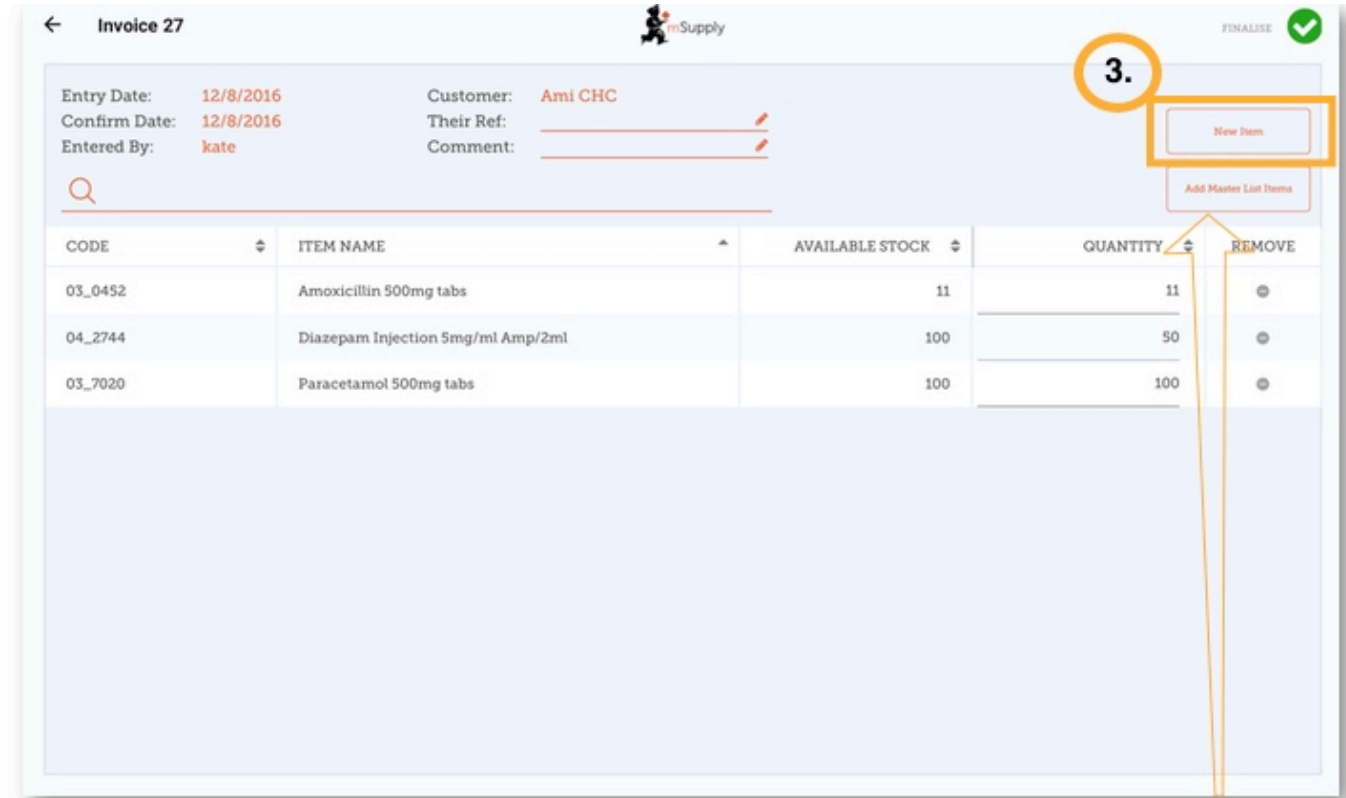 Invoice 27
mSupply
FINALISE
3.
Entry Date: 12/8/2016
Customer: Ami CHC
Confirm Date: 12/8/2016
Their Ref:
Entered By: kate
Comment:
New Item
Add Master List Items
CODE ITEM NAME AVAILABLE STOCK QUANTITY REMOVE
03_0452 Amoxicillin 500mg tabs 11 11
04_2744 Diazepam Injection 5mg/ml Amp/2ml 100 50
03_7020 Paracetamol 500mg tabs 100 100